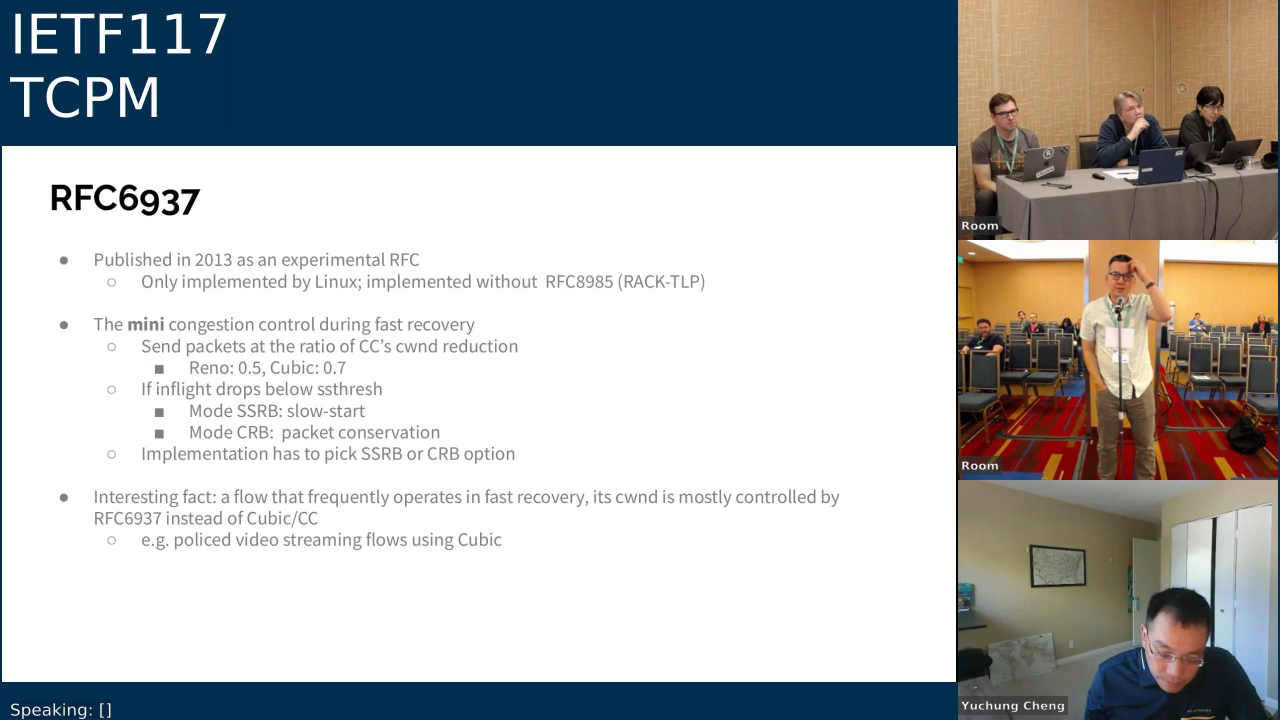 IETF117
TCPM
RFC6937
● Published in 2013 as an experimental RFC
○ Only implemented by Linux; implemented without RFC8985 (RACK-TLP)
● The mini congestion control during fast recovery
○ Send packets at the ratio of CC's cwnd reduction
■ Reno: 0.5, Cubic: 0.7
○ If inflight drops below ssthresh
■ Mode SSRB: slow-start
■ Mode CRB: packet conservation
○ Implementation has to pick SSRB or CRB option
● Interesting fact: a flow that frequently operates in fast recovery, its cwnd is mostly controlled by
RFC6937 instead of Cubic/CC
○ e.g. policed video streaming flows using Cubic
Speaking: []
Room
Room
Yuchung Cheng